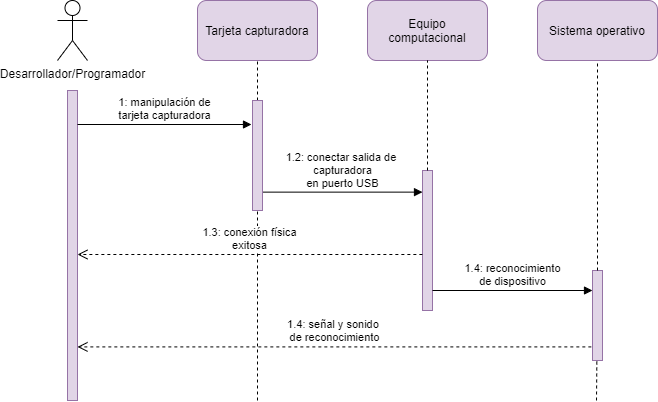 Tarjeta capturadora
Equipo
computacional
Sistema operativo
Desarrollador/Programador
1: manipulación de
tarjeta capturadora
1.2: conectar salida de
capturadora
en puerto USB
1.3: conexión física
exitosa
1.4: reconocimiento
de dispositivo
1.4: señal y sonido
de reconocimiento